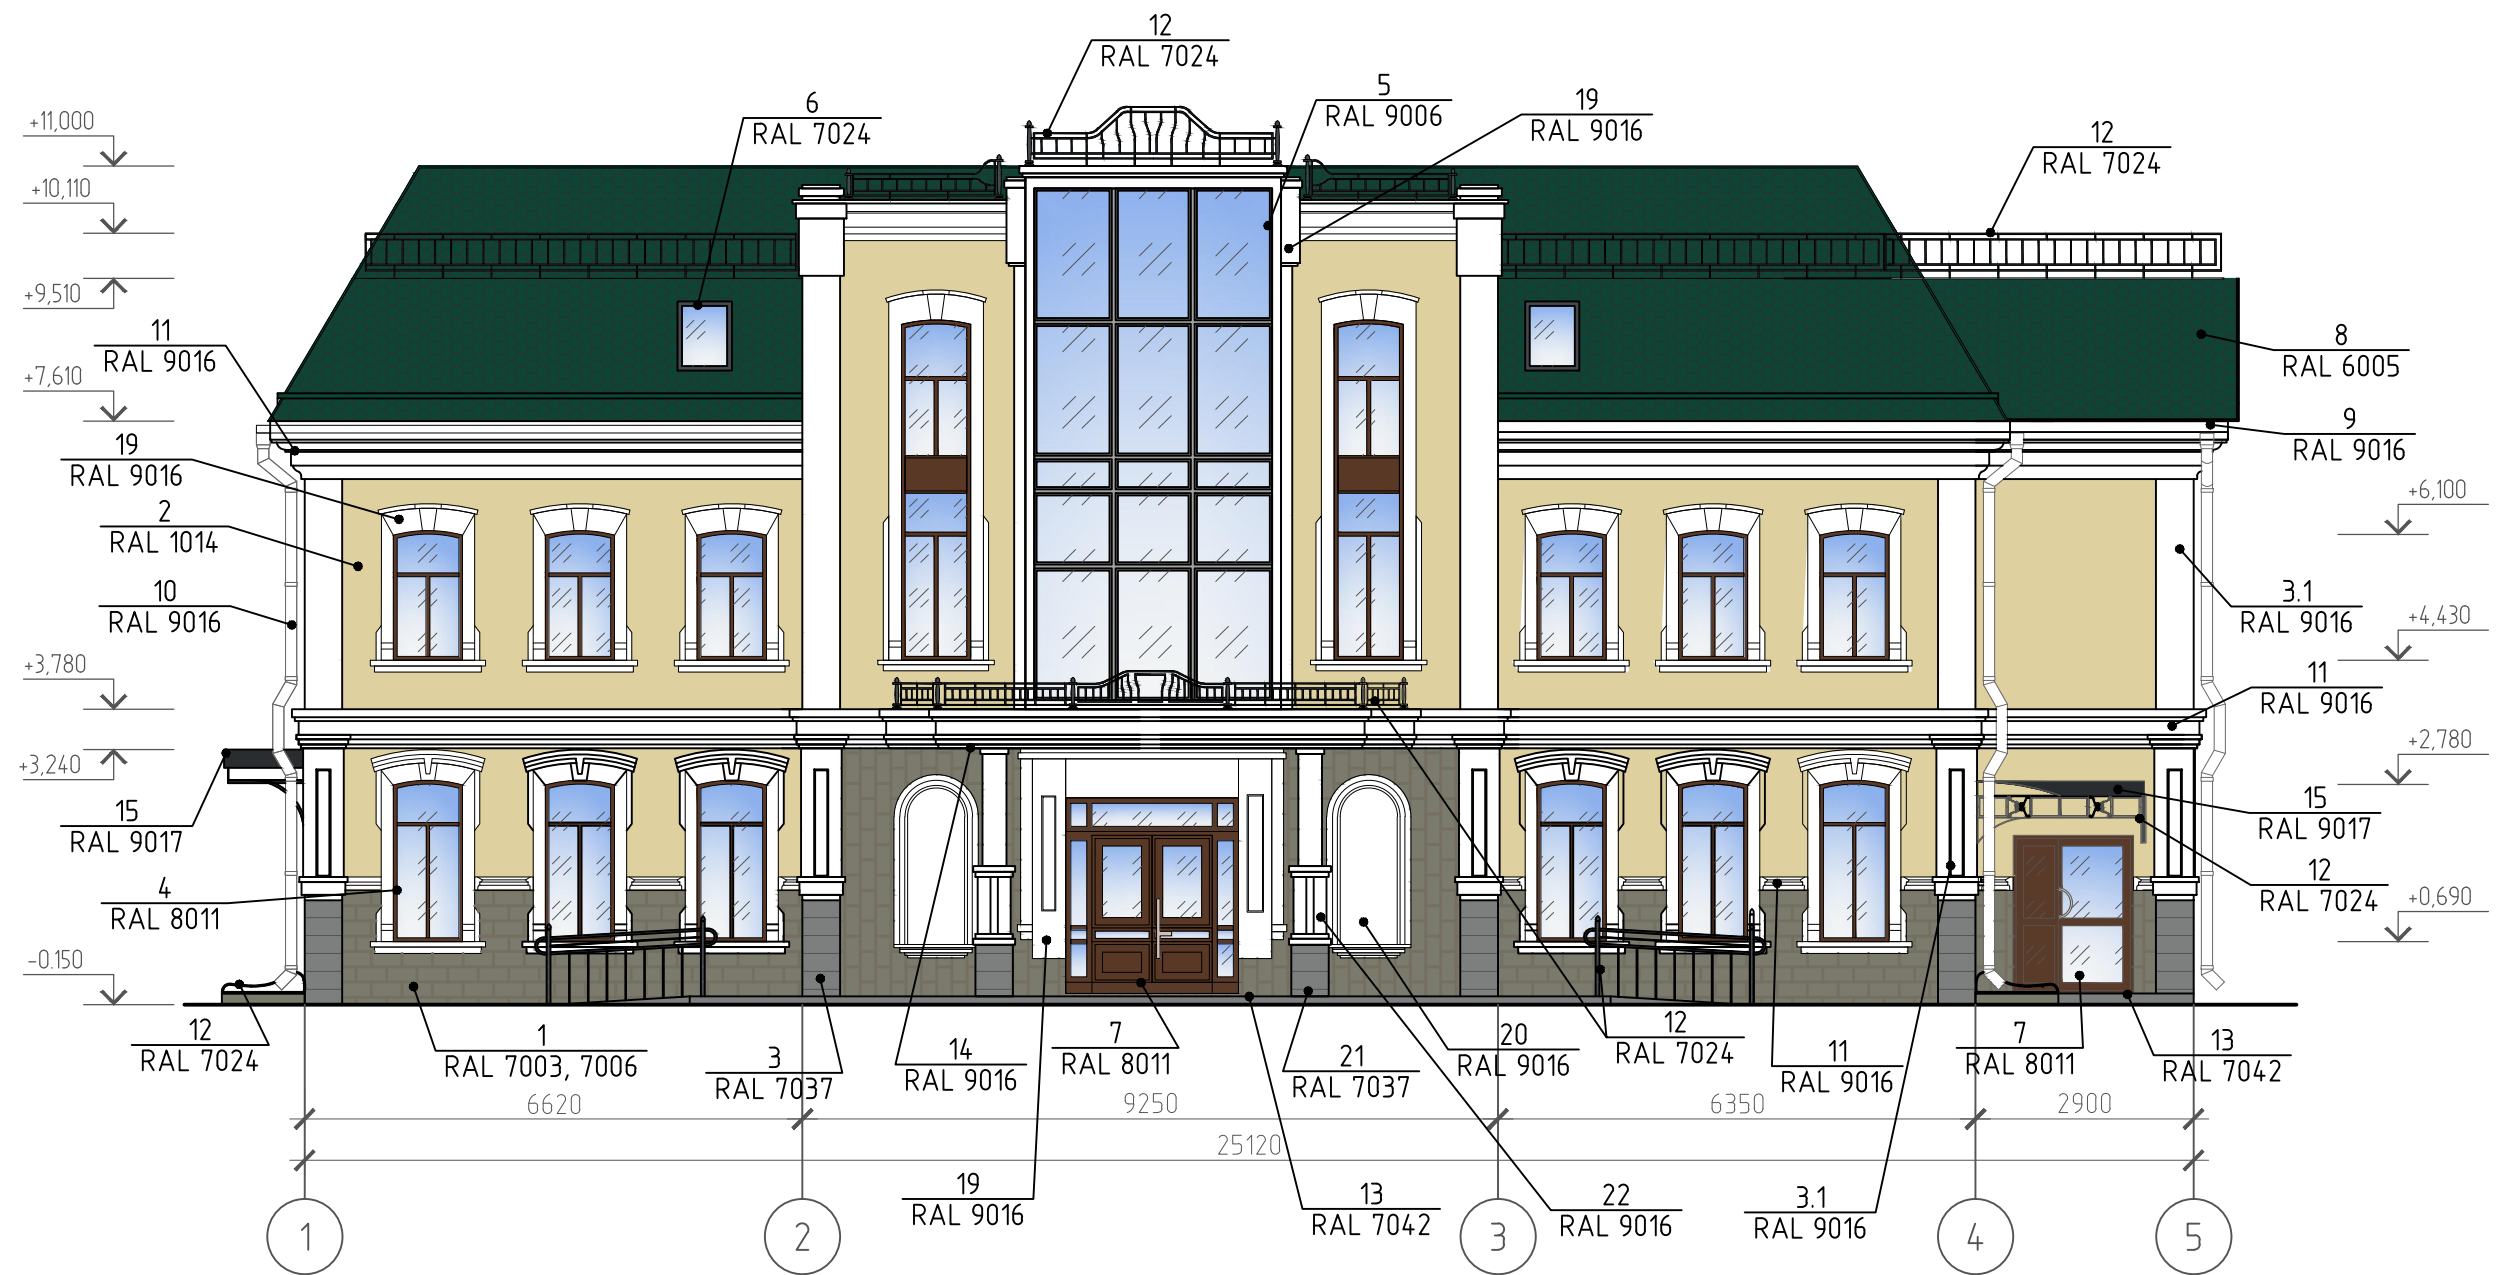 12
RAL 7024
5
RAL 9006
6
RAL 7024
19
RAL 9016
+11,000
12
RAL 7024
+10,110
+9,510
11
RAL 9016
8
RAL 6005
+7,610
9
RAL 9016
19
RAL 9016
+6,100
2
RAL 1014
10
RAL 9016
3.1
RAL 9016
+4,430
+3,780
11
RAL 9016
+2,780
+3,240
15
RAL 9017
15
RAL 9017
4
RAL 8011
12
RAL 7024
+0,690
-0.150
12
RAL 7024
1
RAL 7003, 7006
3
RAL 7037
14
RAL 9016
7
RAL 8011
21
RAL 7037
20
RAL 9016
12
RAL 7024
11
RAL 9016
7
RAL 8011
13
RAL 7042
6620
9250
6350
2900
25120
19
RAL 9016
13
RAL 7042
22
RAL 9016
3.1
RAL 9016
1
2
3
4
5